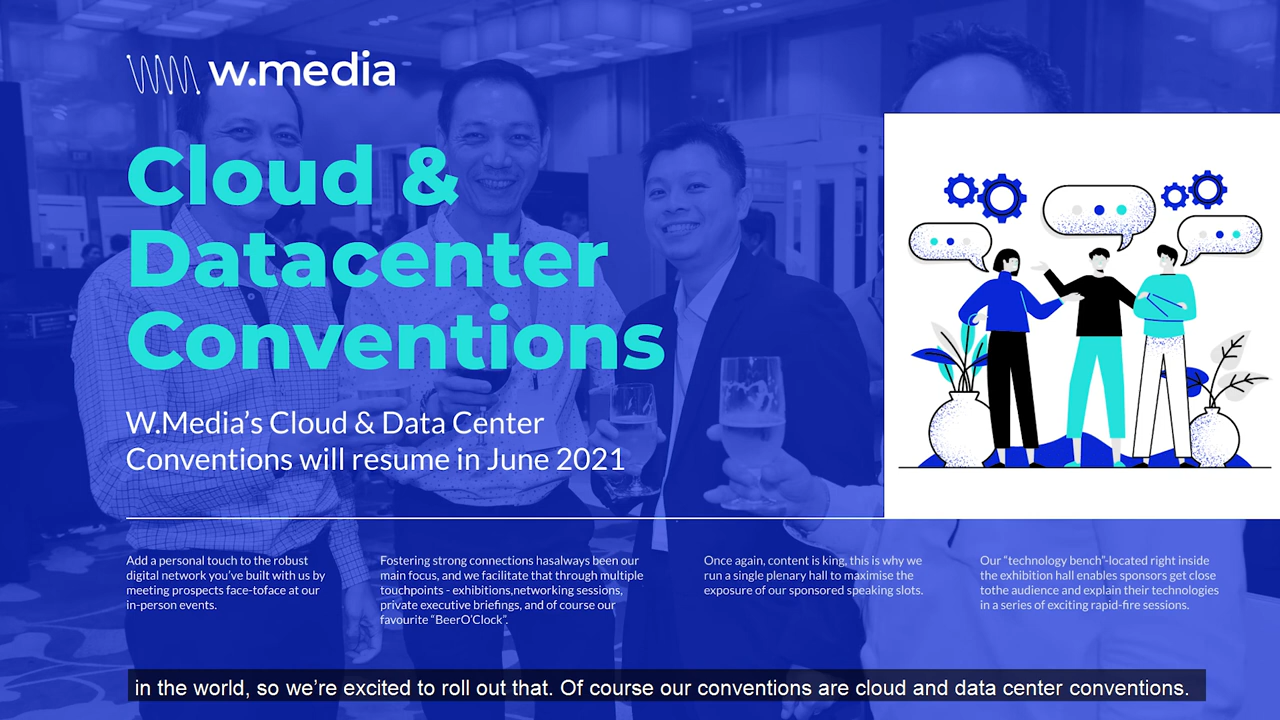 w.media
Cloud &
Datacenter
Conventions
W.Media's Cloud & Data Center
Conventions will resume in June 2021
Add a personal touch to the robust
digital network you've built with us by
meeting prospects face-toface at our
in-person events.
Fostering strong connections hasalways been our
main focus, and we facilitate that through multiple
touchpoints - exhibitions,networking sessions,
private executive briefings, and of course our
favourite "BeerO'Clock".
Once again, content is king, this is why we
run a single plenary hall to maximise the
exposure of our sponsored speaking slots.
Our "technology bench"-located right inside
the exhibition hall enables sponsors get close
tothe audience and explain their technologies
in a series of exciting rapid-fire sessions.
in the world, so we're excited to roll out that. Of course our conventions are cloud and data center conventions.